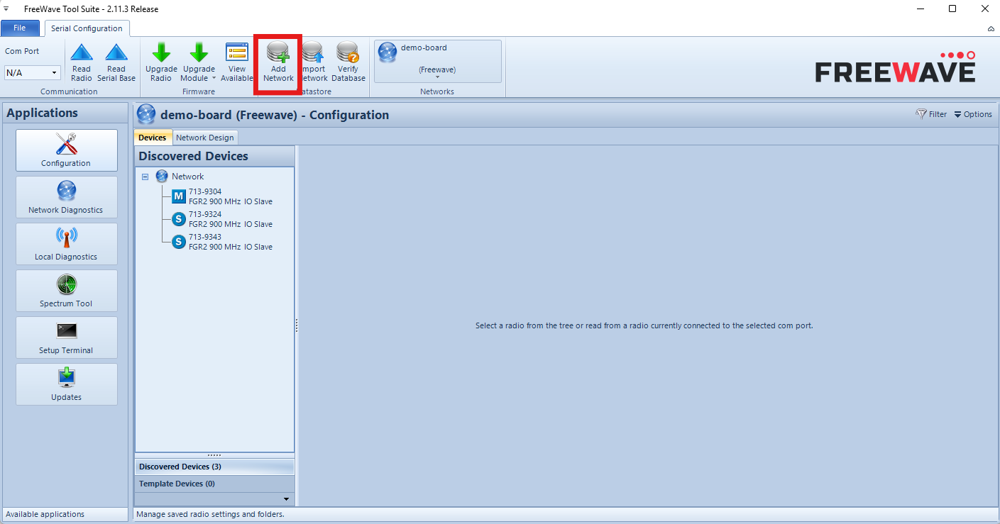 FreeWave Tool Suite - 2.11.3 Release
File
Serial Configuration
Com Port
N/A
Read
Radio
Read
Serial Base
Communication
Upgrade
Radio
Upgrade
Module
View
Available
Firmware
Add
Network
mport
etwork
Verify
Database
atastore
demo-board
(Freewave)
Networks
FREEWAVE
Applications
Configuration
Network Diagnostics
Local Diagnostics
Spectrum Tool
Setup Terminal
Updates
Available applications
demo-board (Freewave) - Configuration
Filter
Options
Devices
Network Design
Discovered Devices
Network
M
713-9304
FGR2 900 MHz IO Slave
S
713-9324
FGR2 900 MHz IO Slave
S
713-9343
FGR2 900 MHz IO Slave
Discovered Devices (3)
Template Devices (0)
Select a radio from the tree or read from a radio currently connected to the selected com port.
Manage saved radio settings and folders.